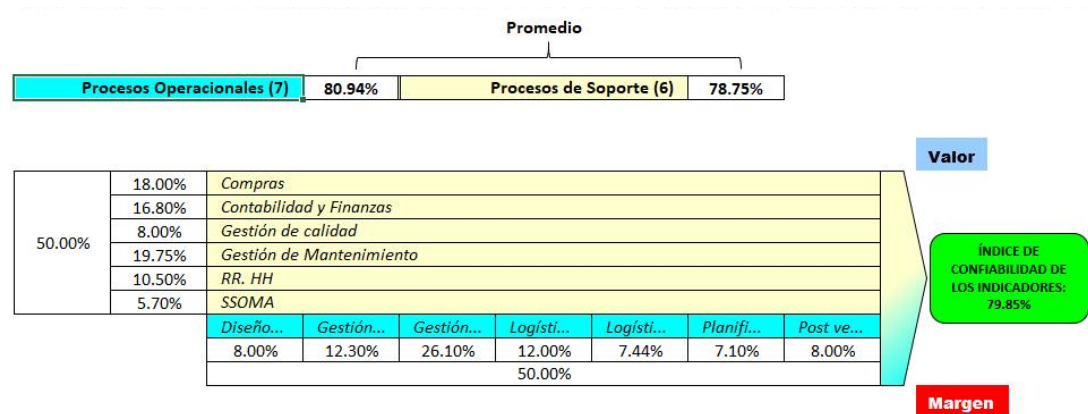 Promedio
Procesos Operacionales (7) 80.94% Procesos de Soporte (6) 78.75%
Valor
50.00%
18.00% Compras
16.80% Contabilidad y Finanzas
8.00% Gestión de calidad
19.75% Gestión de Mantenimiento
10.50% RR. HH
5.70% SSOMA
ÍNDICE DE
CONFIABILIDAD DE
LOS INDICADORES:
79.85%
Diseño... Gestión... Gestión... Logísti... Logísti... Planifi... Post ve...
8.00% 12.30% 26.10% 12.00% 7.44% 7.10% 8.00%
50.00%
Margen